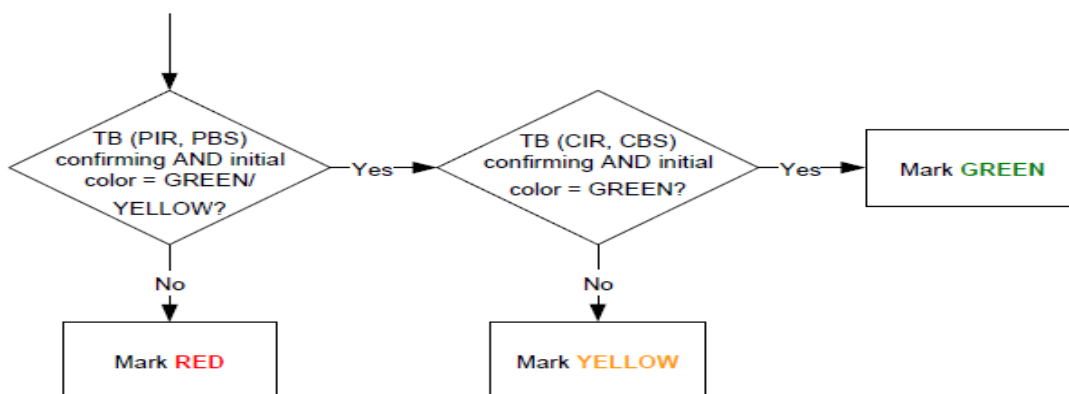 TB (PIR, PBS)
confirming AND initial
color = GREEN/
YELLOW?
Yes
TB (CIR, CBS)
confirming AND initial
color = GREEN?
Yes
Mark GREEN
No
No
Mark RED
Mark YELLOW